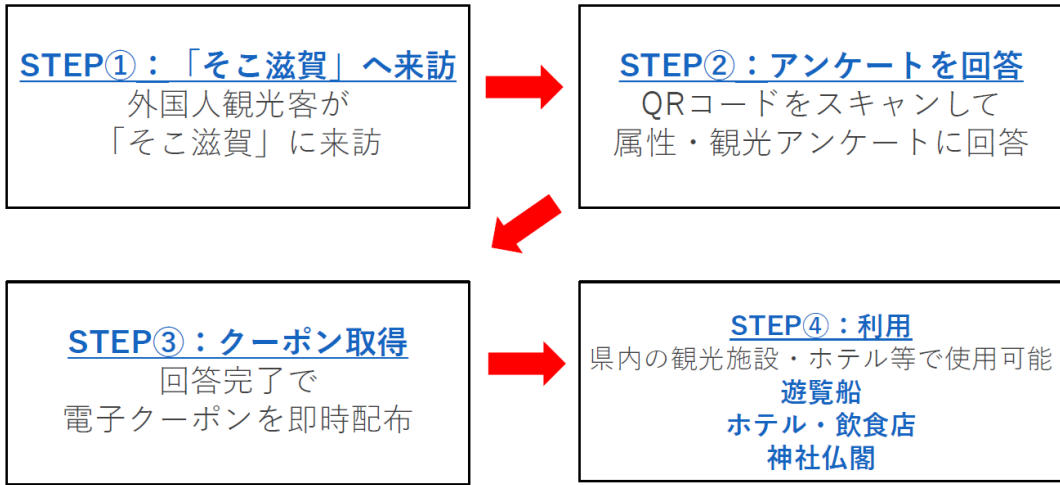 STEP①：「そこ滋賀」へ来訪
外国人観光客が
「そこ滋賀」に来訪
STEP②：アンケートを回答
QRコードをスキャンして
属性・観光アンケートに回答
STEP③：クーポン取得
回答完了で
電子クーポンを即時配布
STEP④：利用
県内の観光施設・ホテル等で使用可能
遊覧船
ホテル・飲食店
神社仏閣